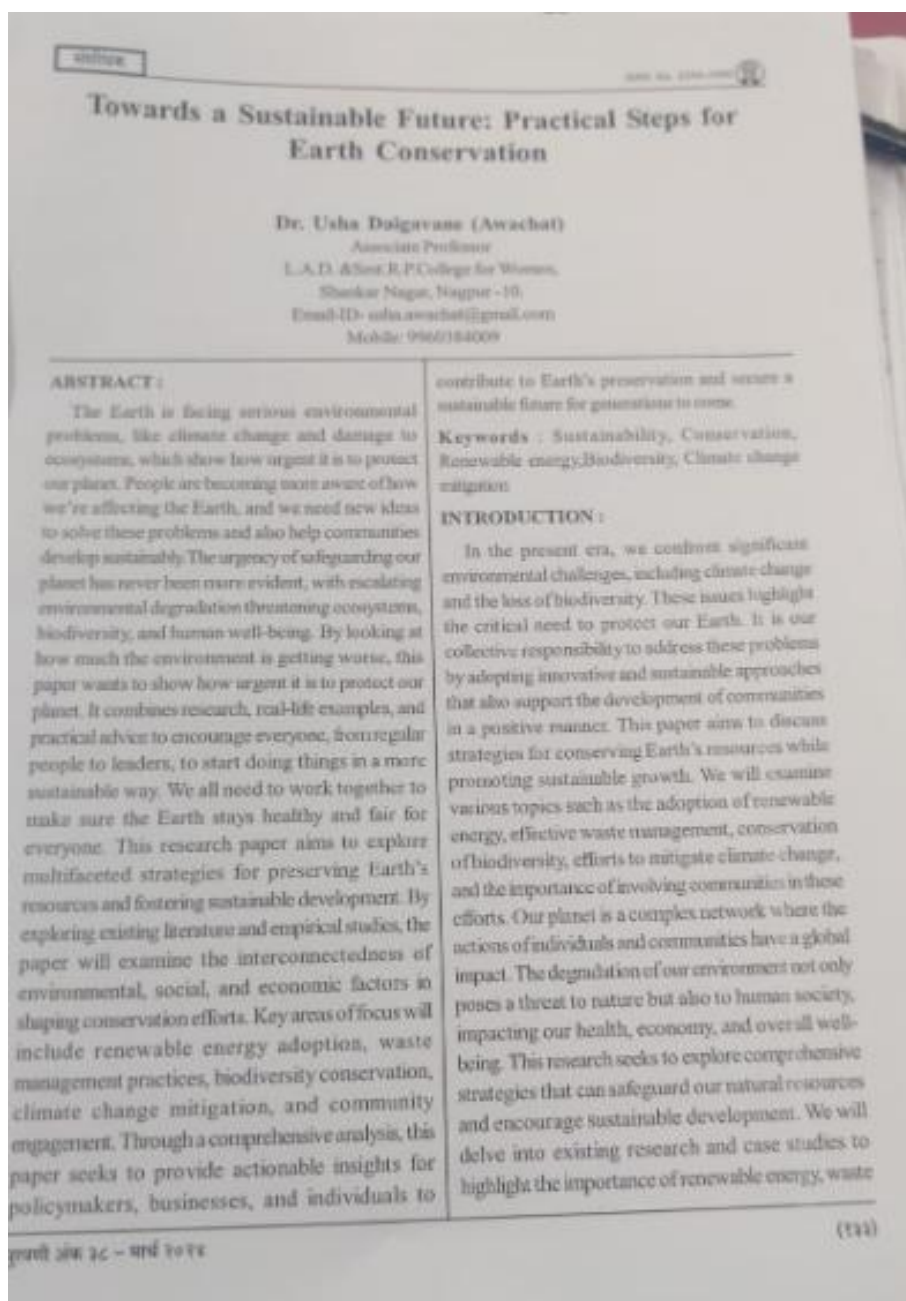 Towards a Sustainable Future: Practical Steps for
Earth Conservation
Dr. Usha Dalgavane (Awachat)
Associate Professor
L.A.D. & Smt. R.P. College for Women,
Shankar Nagar, Nagpur -10.
Email-ID- usha.awachat@gmail.com
Mobile: 9960384009
ABSTRACT :
The Earth is facing serious environmental
problems, like climate change and damage to
ecosystems, which show how urgent it is to protect
our planet. People are becoming more aware of how
we're affecting the Earth, and we need new ideas
to solve these problems and also help communities
develop sustainably. The urgency of safeguarding our
planet has never been more evident, with escalating
environmental degradation threatening ecosystems,
biodiversity, and human well-being. By looking at
how much the environment is getting worse, this
paper wants to show how urgent it is to protect our
planet. It combines research, real-life examples, and
practical advice to encourage everyone, from regular
people to leaders, to start doing things in a more
sustainable way. We all need to work together to
make sure the Earth stays healthy and fair for
everyone. This research paper aims to explore
multifaceted strategies for preserving Earth's
resources and fostering sustainable development. By
exploring existing literature and empirical studies, the
paper will examine the interconnectedness of
environmental, social, and economic factors in
shaping conservation efforts. Key areas of focus will
include renewable energy adoption, waste
management practices, biodiversity conservation,
climate change mitigation, and community
engagement. Through a comprehensive analysis, this
paper seeks to provide actionable insights for
policymakers, businesses, and individuals to
contribute to Earth's preservation and secure a
sustainable future for generations to come.
Keywords : Sustainability, Conservation,
Renewable energy,Biodiversity, Climate change
mitigation
INTRODUCTION :
In the present era, we confront significant
environmental challenges, including climate change
and the loss of biodiversity. These issues highlight
the critical need to protect our Earth. It is our
collective responsibility to address these problems
by adopting innovative and sustainable approaches
that also support the development of communities
in a positive manner. This paper aims to discuss
strategies for conserving Earth's resources while
promoting sustainable growth. We will examine
various topics such as the adoption of renewable
energy, effective waste management, conservation
of biodiversity, efforts to mitigate climate change,
and the importance of involving communities in these
efforts. Our planet is a complex network where the
actions of individuals and communities have a global
impact. The degradation of our environment not only
poses a threat to nature but also to human society,
impacting our health, economy, and overall well-
being. This research seeks to explore comprehensive
strategies that can safeguard our natural resources
and encourage sustainable development. We will
delve into existing research and case studies to
highlight the importance of renewable energy, waste
अंक ३८ – मार्च २०२४
(१३३)